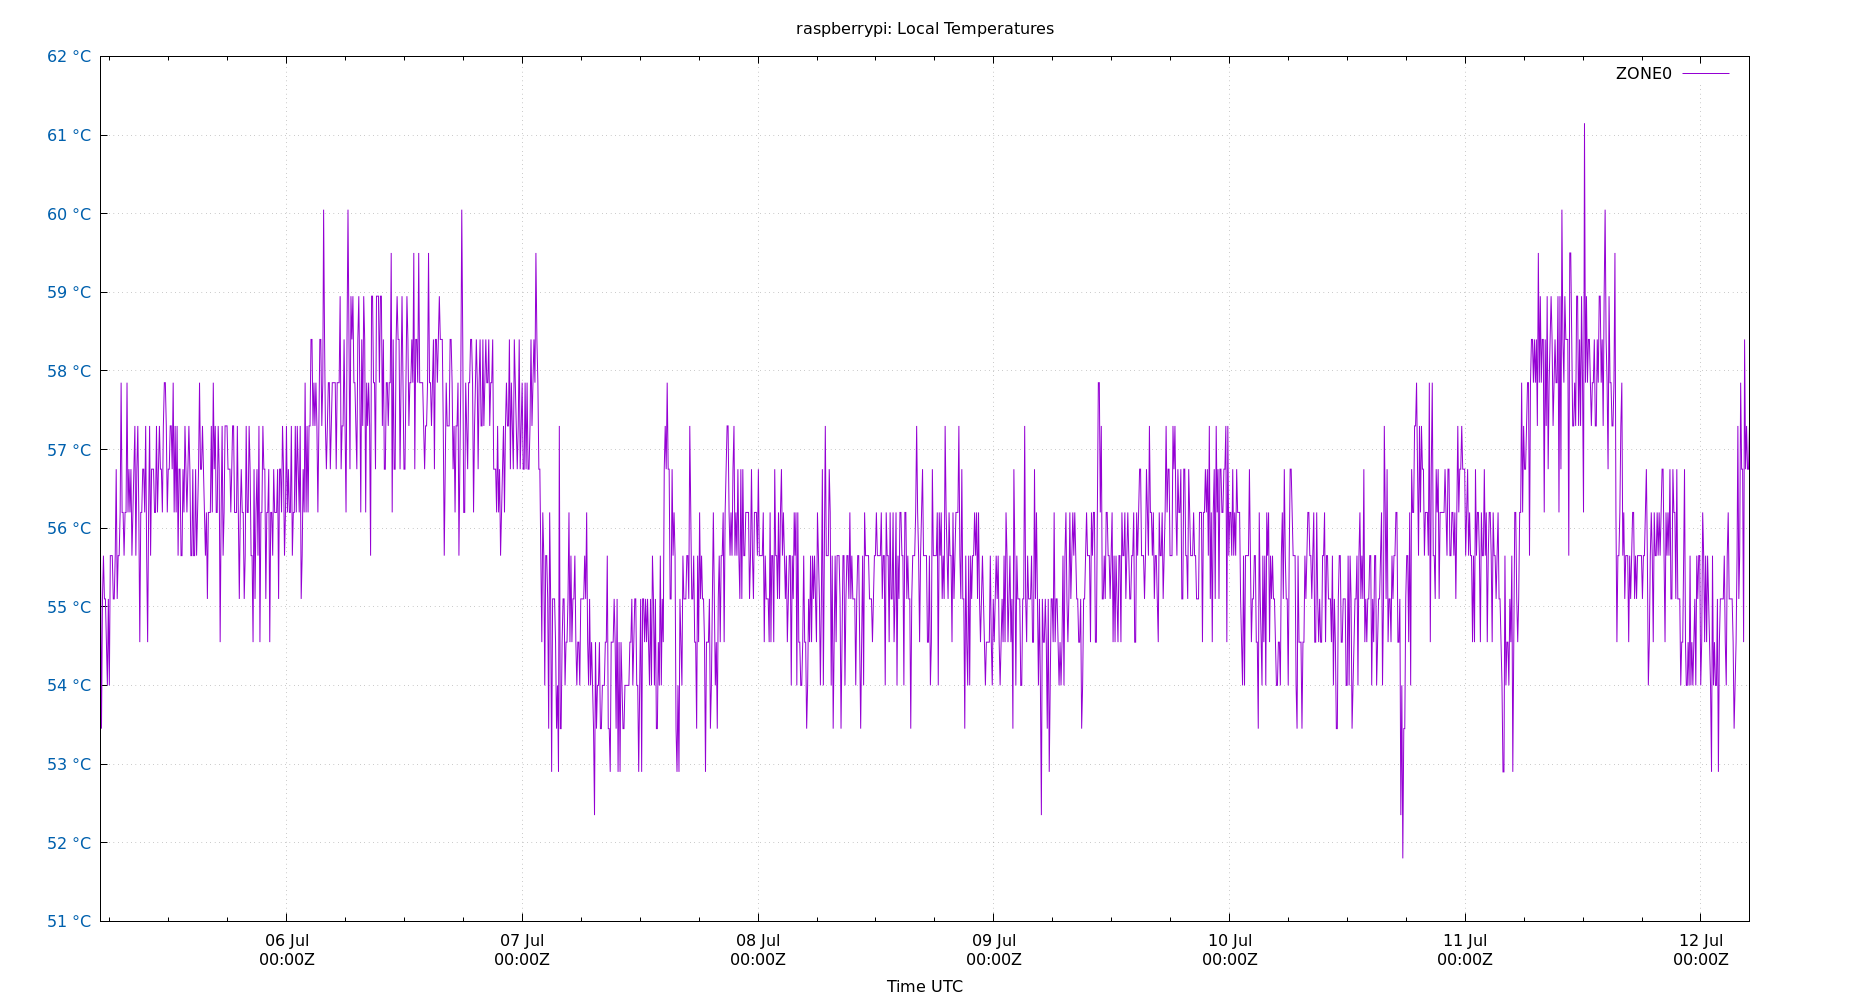 raspberrypi: Local Temperatures
62 °C
ZONE0
61 °C
60 °C
59 °C
58 °C
57 °C
56 °C
55 °C
54 °C
53 °C
52 °C
51 °C
06 Jul 07 Jul 08 Jul 09 Jul 10 Jul 11 Jul 12 Jul
00:00Z 00:00Z 00:00Z 00:00Z 00:00Z 00:00Z 00:00Z
Time UTC